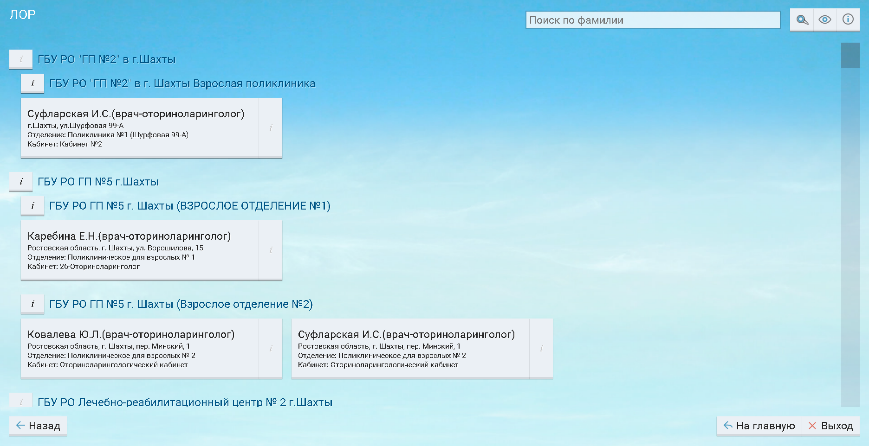 ЛОР
Поиск по фамилии
i ГБУ РО "ГП №2" в г.Шахты
i ГБУ РО "ГП №2" в г. Шахты Взрослая поликлиника
Суфларская И.С.(врач-оториноларинголог)
г.Шахты, ул.Шурфовая 99-А
Отделение: Поликлиника №1 (Шурфовая 99-А)
Кабинет: Кабинет №2
i
i ГБУ РО ГП №5 г.Шахты
i ГБУ РО ГП №5 г. Шахты (ВЗРОСЛОЕ ОТДЕЛЕНИЕ №1)
Каребина Е.Н.(врач-оториноларинголог)
Ростовская область, г. Шахты, ул. Ворошилова, 15
Отделение: Поликлиническое для взрослых № 1
Кабинет: 26-Оториноларинголог
i
i ГБУ РО ГП №5 г. Шахты (Взрослое отделение №2)
Ковалева Ю.Л.(врач-оториноларинголог)
Ростовская область, г. Шахты, пер. Минский, 1
Отделение: Поликлиническое для взрослых № 2
Кабинет: Оториноларингологический кабинет
i
Суфларская И.С.(врач-оториноларинголог)
Ростовская область, г. Шахты, пер. Минский, 1
Отделение: Поликлиническое для взрослых № 2
Кабинет: Оториноларингологический кабинет
i
i ГБУ РО Лечебно-реабилитационный центр № 2 г.Шахты
Назад
На главную
Выход